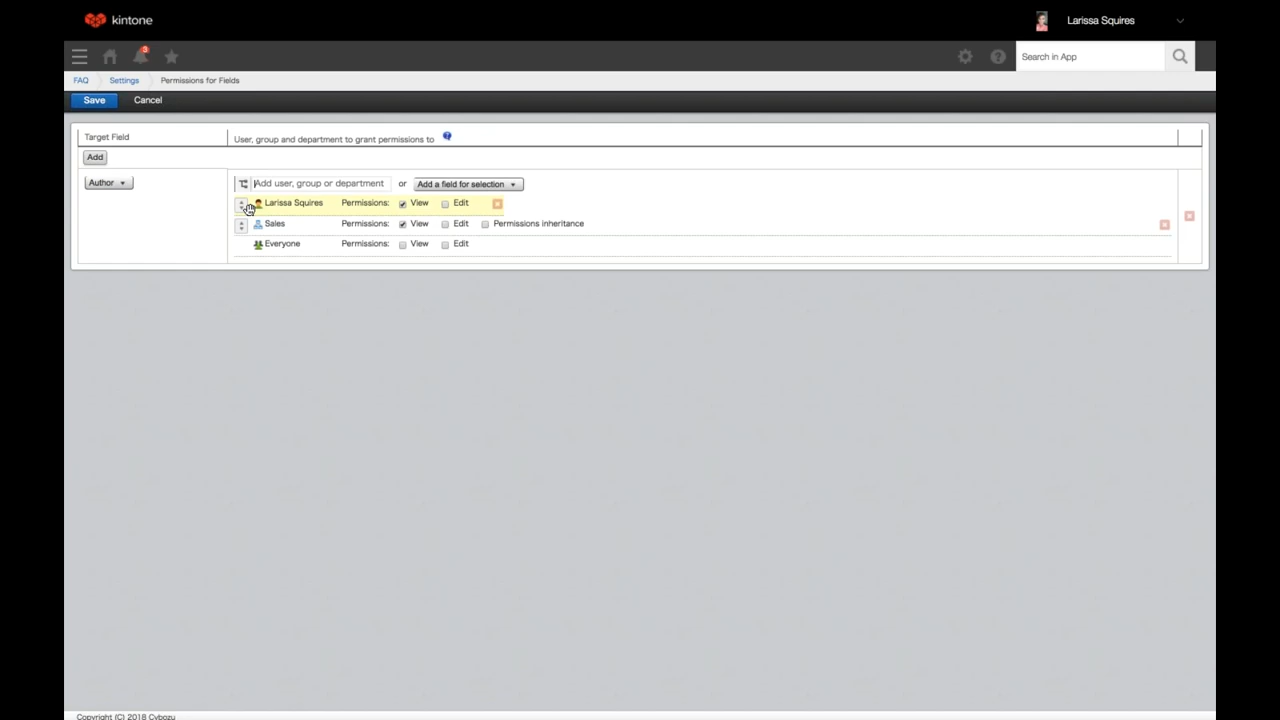 kintone
Larissa Squires
3
Search in App
FAQ Settings Permissions for Fields
Save Cancel
Target Field User, group and department to grant permissions to
Add
Author Add user, group or department or Add a field for selection
Larissa Squires Permissions: View Edit
Sales Permissions: View Edit Permissions inheritance
Everyone Permissions: View Edit
Copyright (C) 2018 Cybozu